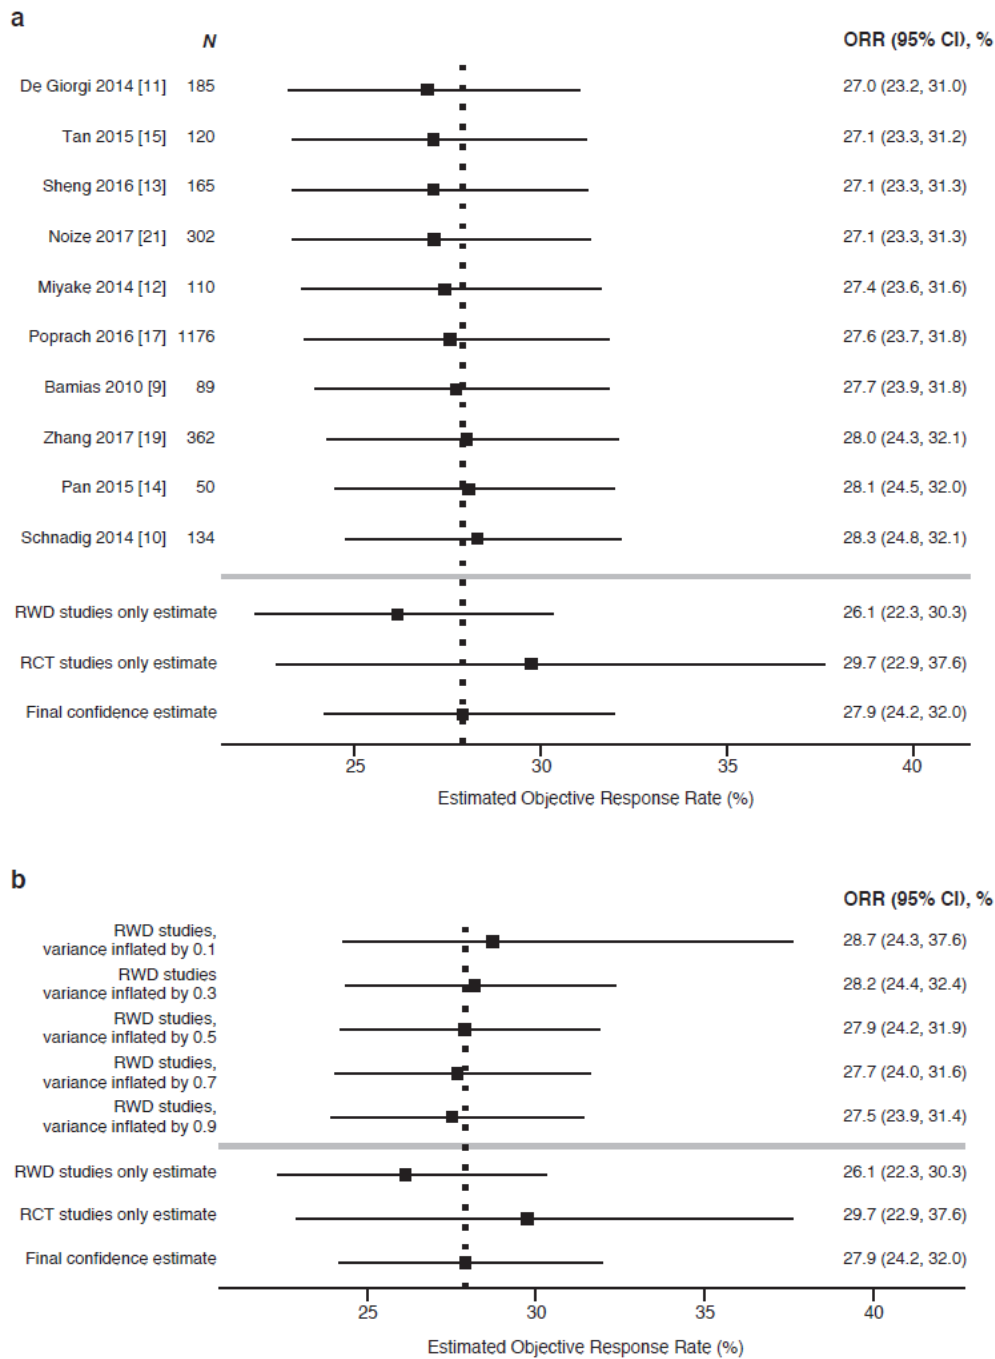 a
N ORR (95% CI), %
De Giorgi 2014 [11] 185 27.0 (23.2, 31.0)
Tan 2015 [15] 120 27.1 (23.3, 31.2)
Sheng 2016 [13] 165 27.1 (23.3, 31.3)
Noize 2017 [21] 302 27.1 (23.3, 31.3)
Miyake 2014 [12] 110 27.4 (23.6, 31.6)
Poprach 2016 [17] 1176 27.6 (23.7, 31.8)
Bamias 2010 [9] 89 27.7 (23.9, 31.8)
Zhang 2017 [19] 362 28.0 (24.3, 32.1)
Pan 2015 [14] 50 28.1 (24.5, 32.0)
Schnadig 2014 [10] 134 28.3 (24.8, 32.1)
RWD studies only estimate 26.1 (22.3, 30.3)
RCT studies only estimate 29.7 (22.9, 37.6)
Final confidence estimate 27.9 (24.2, 32.0)
25 30 35 40
Estimated Objective Response Rate (%)
b
ORR (95% CI), %
RWD studies,
variance inflated by 0.1 28.7 (24.3, 37.6)
RWD studies
variance inflated by 0.3 28.2 (24.4, 32.4)
RWD studies,
variance inflated by 0.5 27.9 (24.2, 31.9)
RWD studies,
variance inflated by 0.7 27.7 (24.0, 31.6)
RWD studies,
variance inflated by 0.9 27.5 (23.9, 31.4)
RWD studies only estimate 26.1 (22.3, 30.3)
RCT studies only estimate 29.7 (22.9, 37.6)
Final confidence estimate 27.9 (24.2, 32.0)
25 30 35 40
Estimated Objective Response Rate (%)